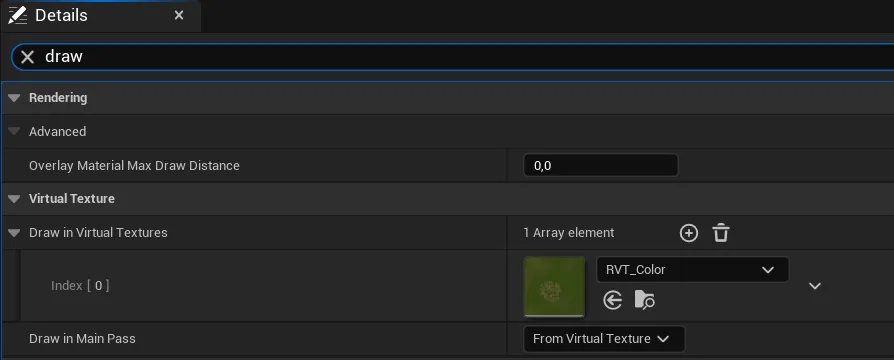 Details
draw
Rendering
Advanced
Overlay Material Max Draw Distance 0,0
Virtual Texture
Draw in Virtual Textures 1 Array element
Index [ 0 ] RVT_Color
Draw in Main Pass From Virtual Texture